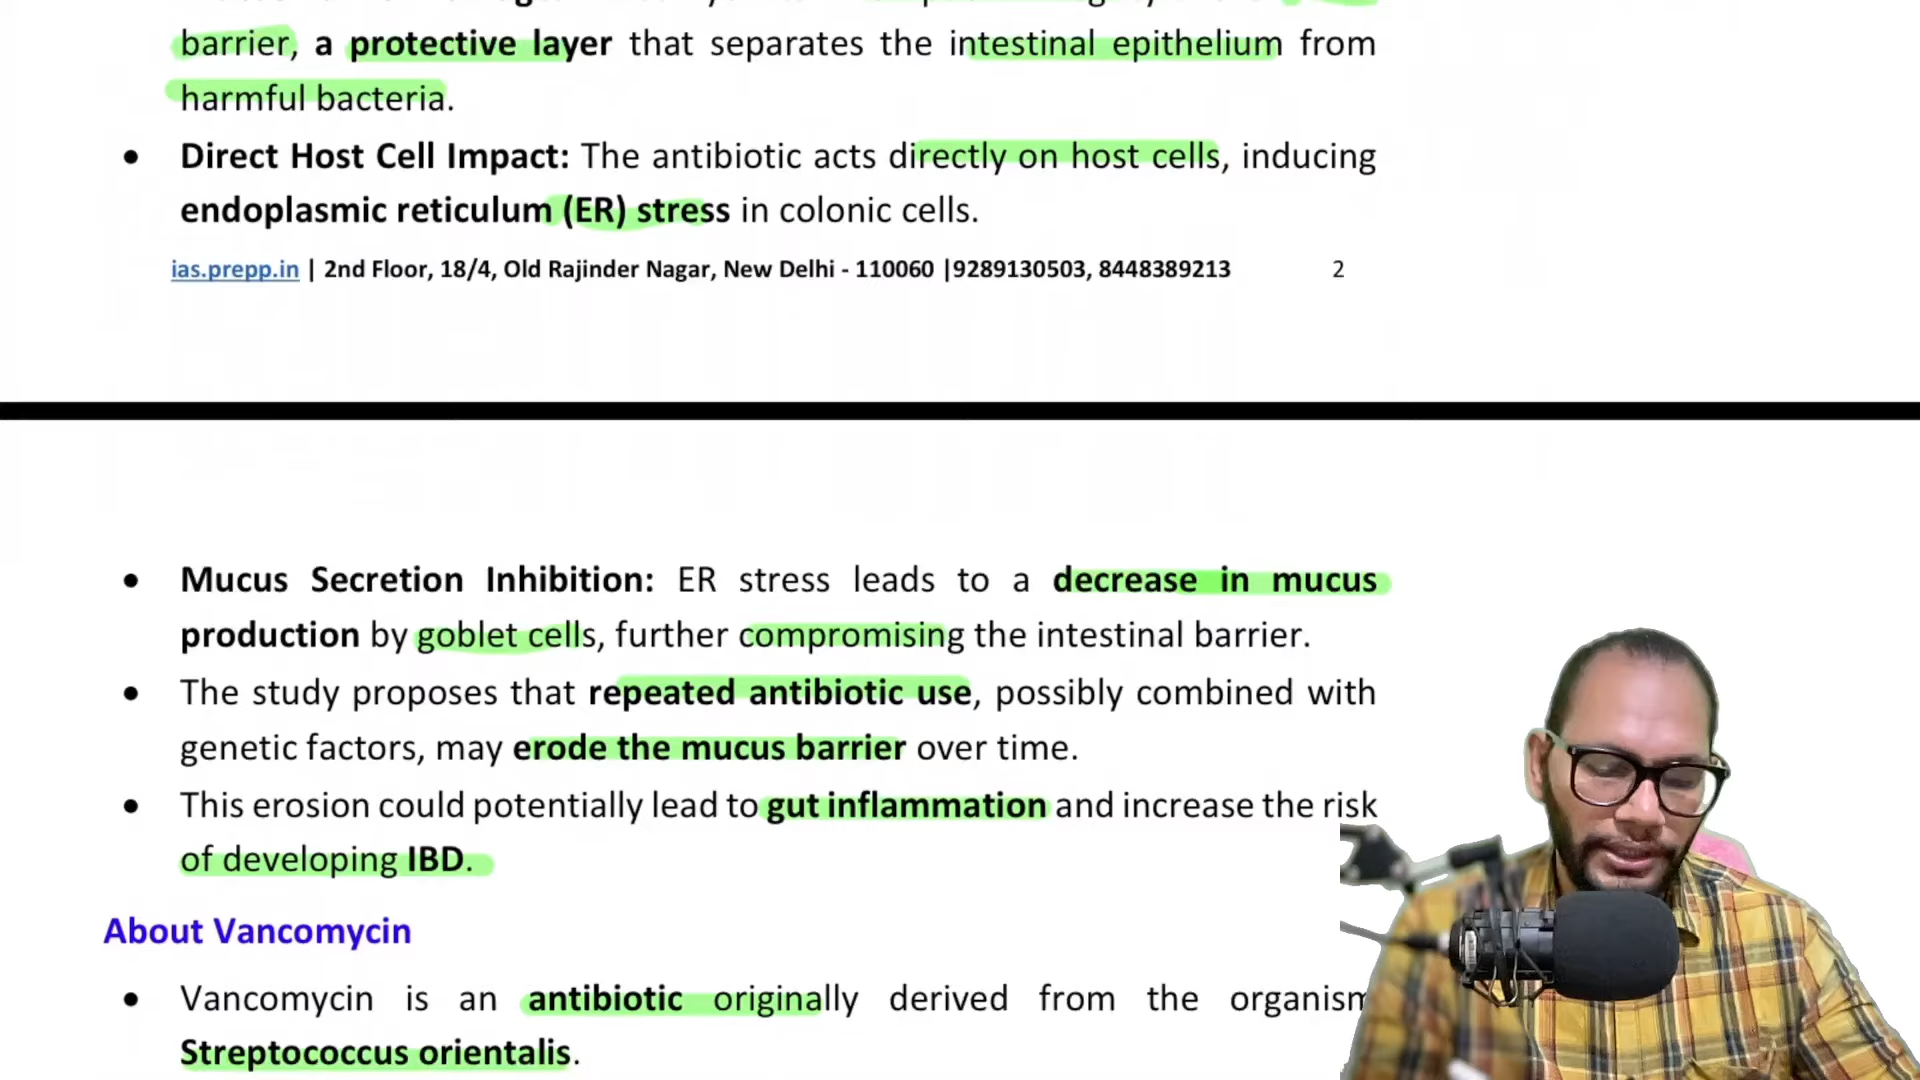 barrier, a protective layer that separates the intestinal epithelium from
harmful bacteria.
• Direct Host Cell Impact: The antibiotic acts directly on host cells, inducing
endoplasmic reticulum (ER) stress in colonic cells.
ias.prepp.in | 2nd Floor, 18/4, Old Rajinder Nagar, New Delhi - 110060 |9289130503, 8448389213 2
• Mucus Secretion Inhibition: ER stress leads to a decrease in mucus
production by goblet cells, further compromising the intestinal barrier.
• The study proposes that repeated antibiotic use, possibly combined with
genetic factors, may erode the mucus barrier over time.
• This erosion could potentially lead to gut inflammation and increase the risk
of developing IBD.
About Vancomycin
• Vancomycin is an antibiotic originally derived from the organism
Streptococcus orientalis.